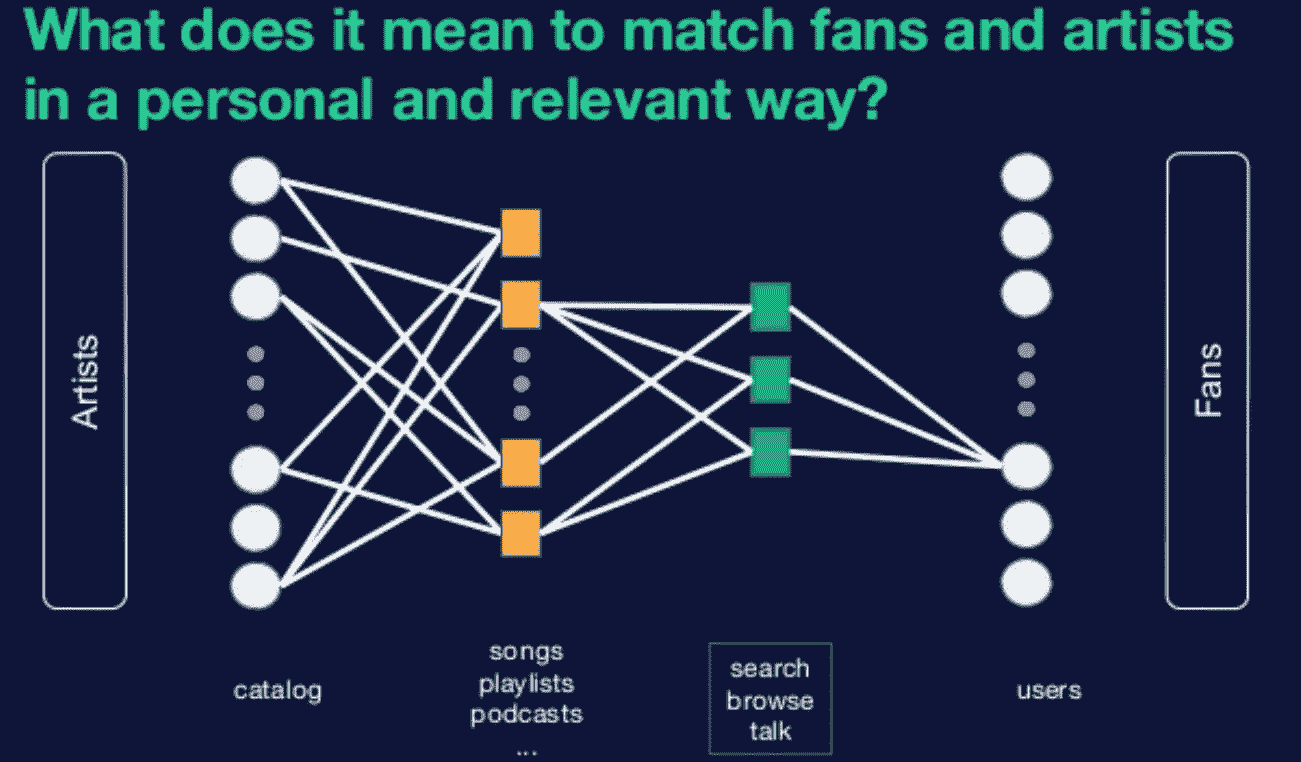 What does it mean to match fans and artists
in a personal and relevant way?
Artists
catalog
songs
playlists
podcasts
...
search
browse
talk
users
Fans